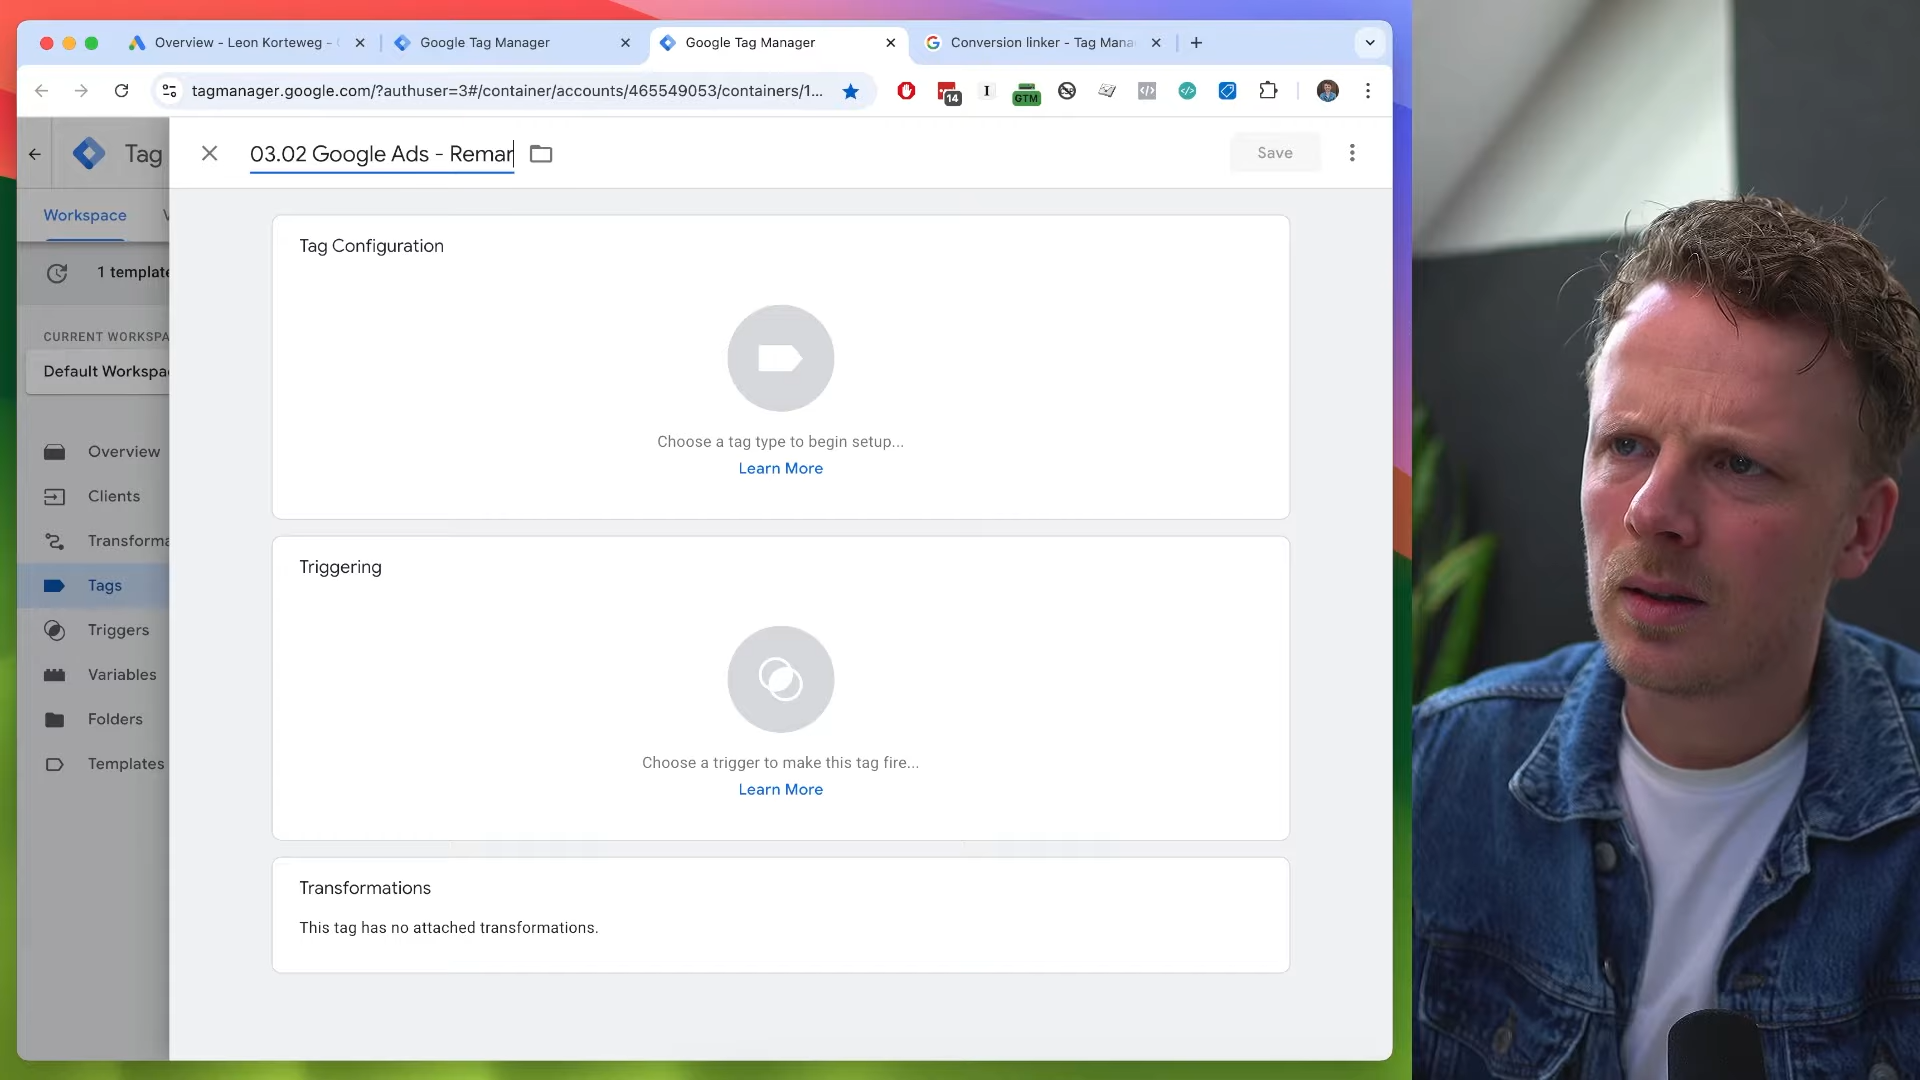 Overview - Leon Korteweg -
Google Tag Manager
Google Tag Manager
Conversion linker - Tag Mana
tagmanager.google.com/?authuser=3#/container/accounts/465549053/containers/1...
14
I
GTM
Tag
03.02 Google Ads - Remar
Save
Workspace
1 template
CURRENT WORKSPA
Default Workspa
Overview
Clients
Transforma
Tags
Triggers
Variables
Folders
Templates
Tag Configuration
Choose a tag type to begin setup...
Learn More
Triggering
Choose a trigger to make this tag fire...
Learn More
Transformations
This tag has no attached transformations.